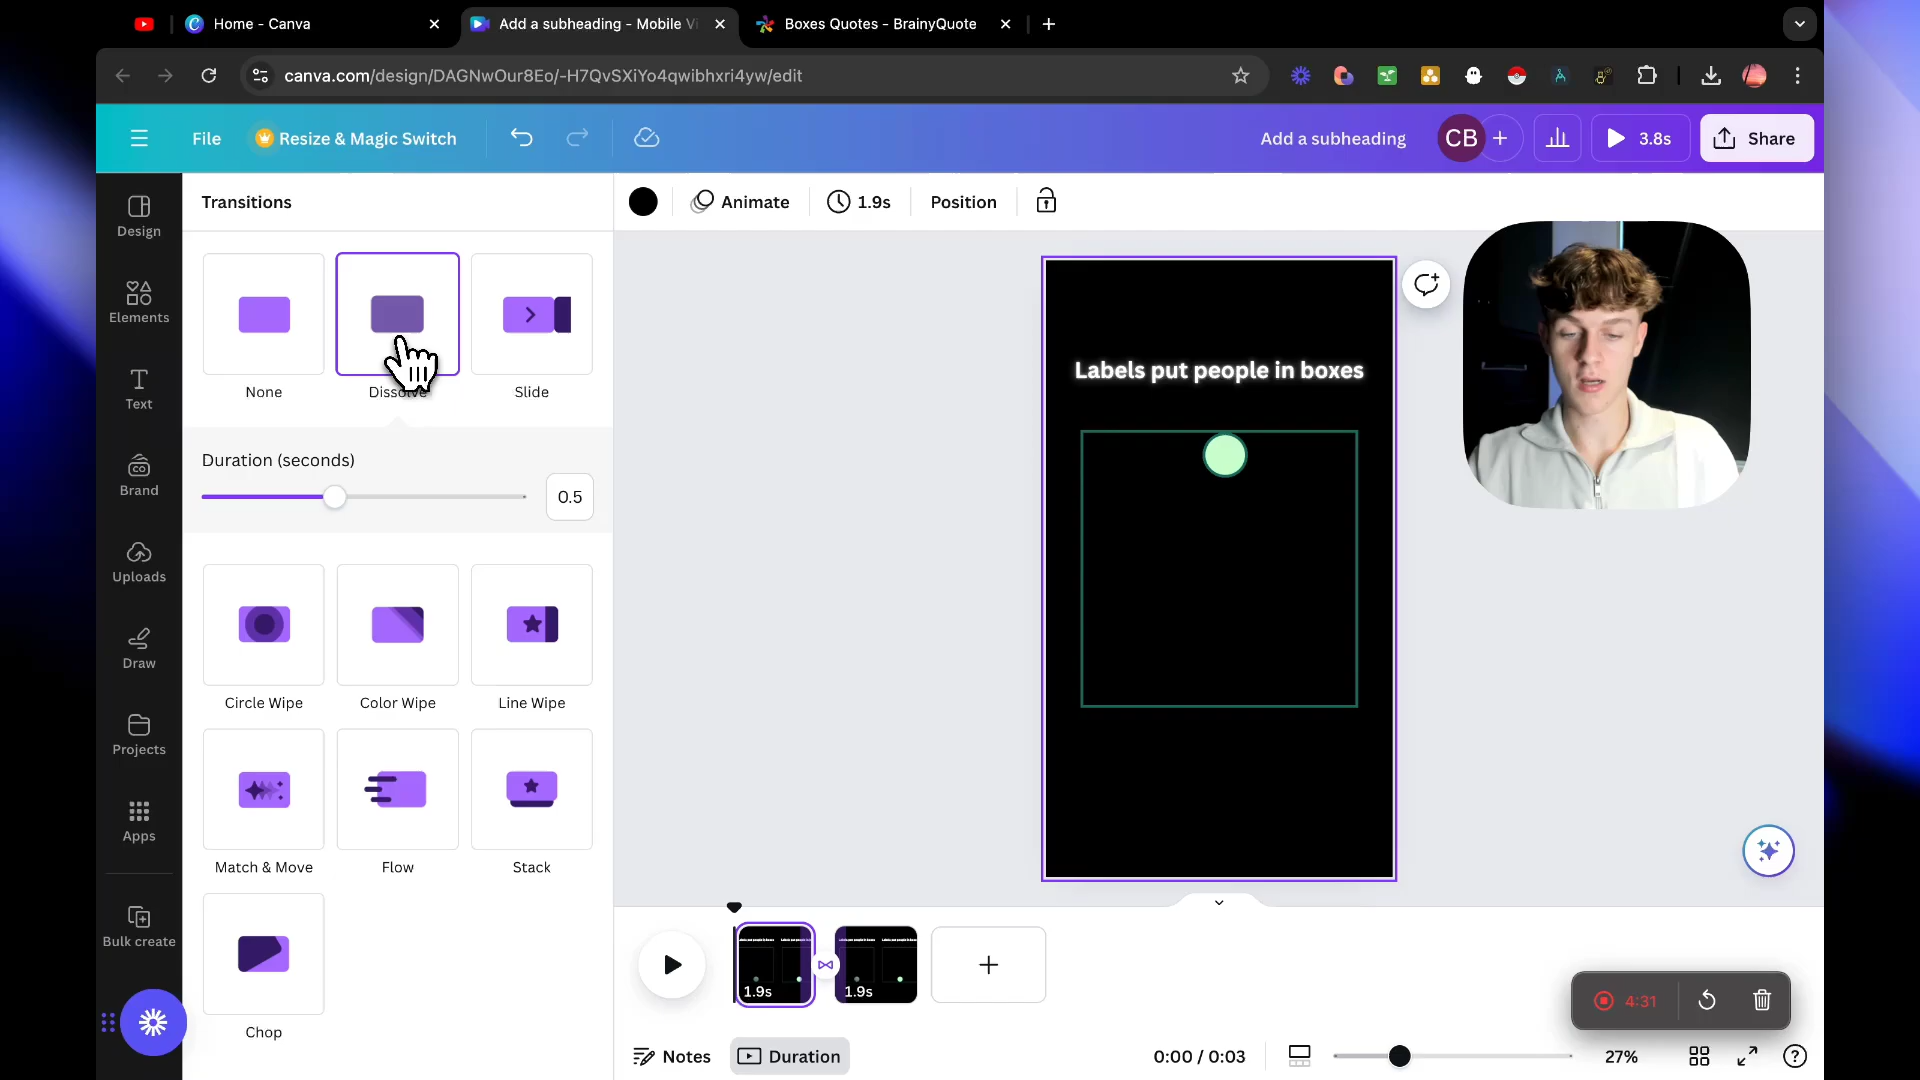 Home - Canva
Add a subheading - Mobile Vi
Boxes Quotes - BrainyQuote
canva.com/design/DAGNwOur8Eo/-H7QvSXiYo4qwibhxri4yw/edit
File
Resize & Magic Switch
Add a subheading
CB
3.8s
Share
Design
Elements
Text
Brand
Uploads
Draw
Projects
Apps
Bulk create
Transitions
None
Dissolve
Slide
Duration (seconds)
0.5
Circle Wipe
Color Wipe
Line Wipe
Match & Move
Flow
Stack
Chop
Animate
1.9s
Position
Labels put people in boxes
1.9s
1.9s
4:31
Notes
Duration
0:00 / 0:03
27%